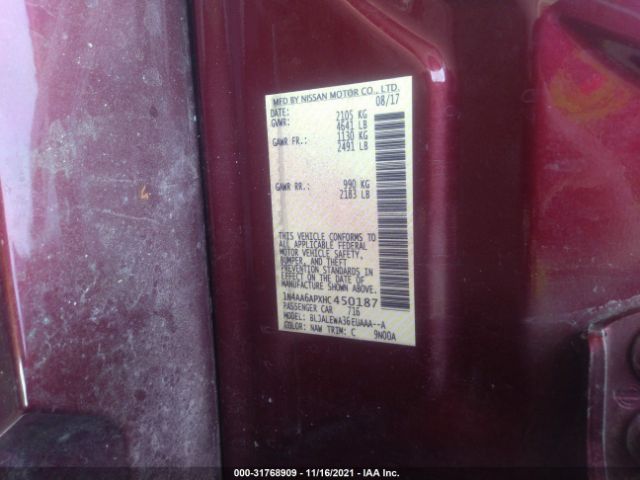 MFD BY NISSAN MOTOR CO., LTD.
DATE: 08/17
GVWR: 2105 KG
4641 LB
GAWR FR.: 1130 KG
2491 LB
GAWR RR.: 990 KG
2183 LB
THIS VEHICLE CONFORMS TO
ALL APPLICABLE FEDERAL
MOTOR VEHICLE SAFETY,
BUMPER, AND THEFT
PREVENTION STANDARDS IN
EFFECT ON THE DATE OF
MANUFACTURE SHOWN ABOVE.
1N4AA6APXHC450187
PASSENGER CAR 716
MODEL: BLJALEWA36EUAAA--A
COLOR: NAW TRIM: C 9N00A
000-31768909 - 11/16/2021 - IAA Inc.